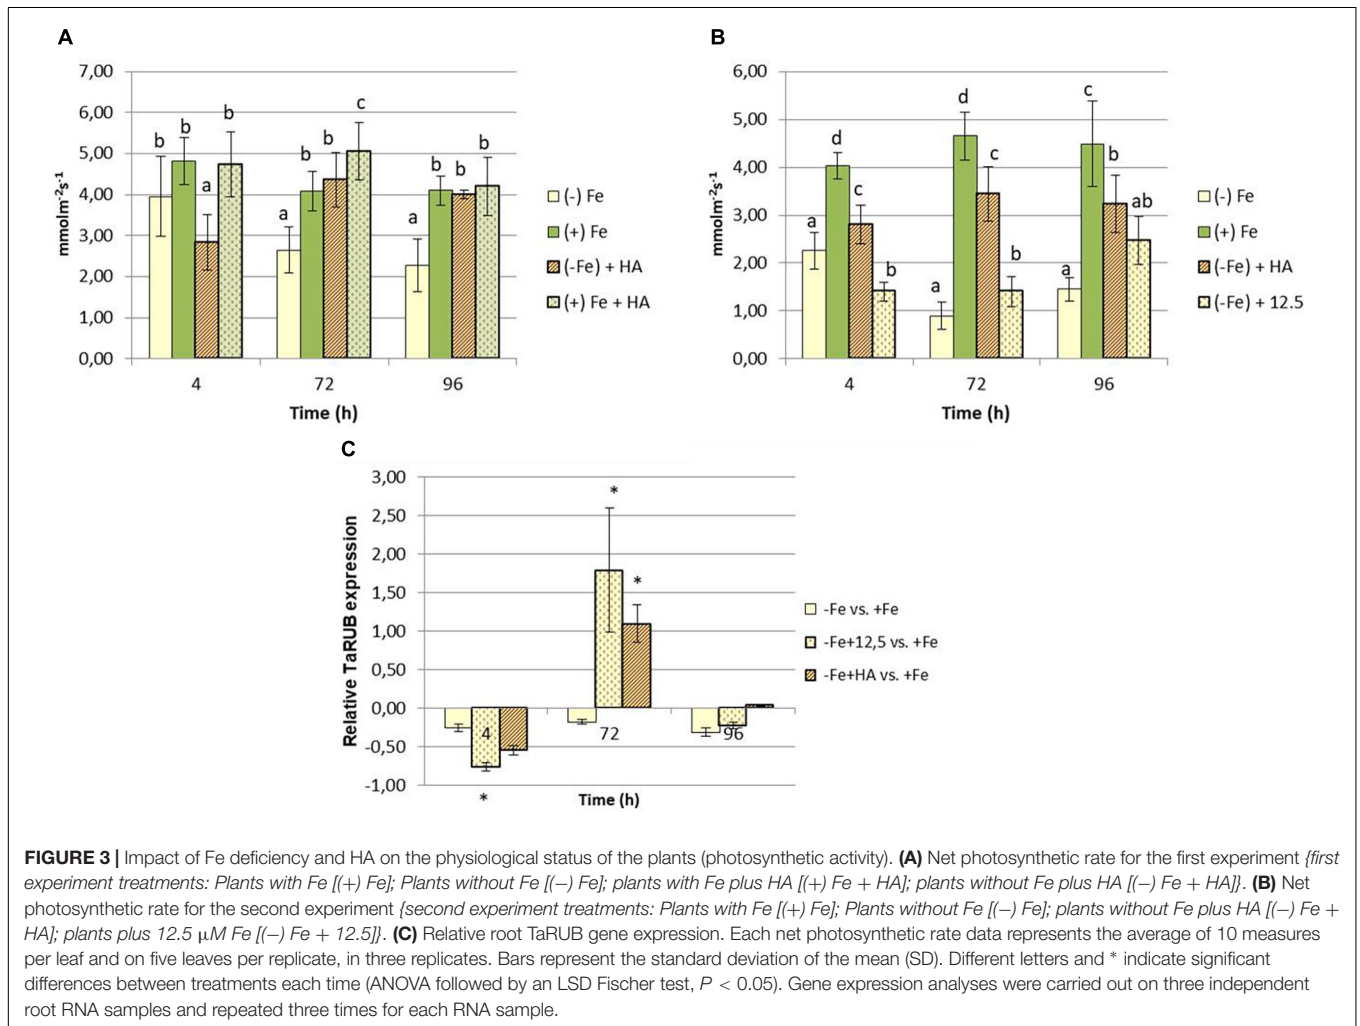 A
7,00
6,00
5,00
4,00
3,00
2,00
1,00
0,00
mmolm-2s-1
b b a b
a b b c
a b b b
4 72 96
Time (h)
(-) Fe
(+) Fe
(-Fe) + HA
(+) Fe + HA
B
6,00
5,00
4,00
3,00
2,00
1,00
0,00
mmolm-2s-1
a d c b
a d c b
a c b ab
4 72 96
Time (h)
(-) Fe
(+) Fe
(-Fe) + HA
(-Fe) + 12.5
C
3,00
2,50
2,00
1,50
1,00
0,50
0,00
-0,50
-1,00
Relative TaRUB expression
*
* *
4 72 96
Time (h)
-Fe vs. +Fe
-Fe+12,5 vs. +Fe
-Fe+HA vs. +Fe
FIGURE 3 | Impact of Fe deficiency and HA on the physiological status of the plants (photosynthetic activity). (A) Net photosynthetic rate for the first experiment {first
experiment treatments: Plants with Fe [(+) Fe]; Plants without Fe [(−) Fe]; plants with Fe plus HA [(+) Fe + HA]; plants without Fe plus HA [(−) Fe + HA]}. (B) Net
photosynthetic rate for the second experiment {second experiment treatments: Plants with Fe [(+) Fe]; Plants without Fe [(−) Fe]; plants without Fe plus HA [(−) Fe +
HA]; plants plus 12.5 μM Fe [(−) Fe + 12.5]}. (C) Relative root TaRUB gene expression. Each net photosynthetic rate data represents the average of 10 measures
per leaf and on five leaves per replicate, in three replicates. Bars represent the standard deviation of the mean (SD). Different letters and * indicate significant
differences between treatments each time (ANOVA followed by an LSD Fischer test, P < 0.05). Gene expression analyses were carried out on three independent
root RNA samples and repeated three times for each RNA sample.